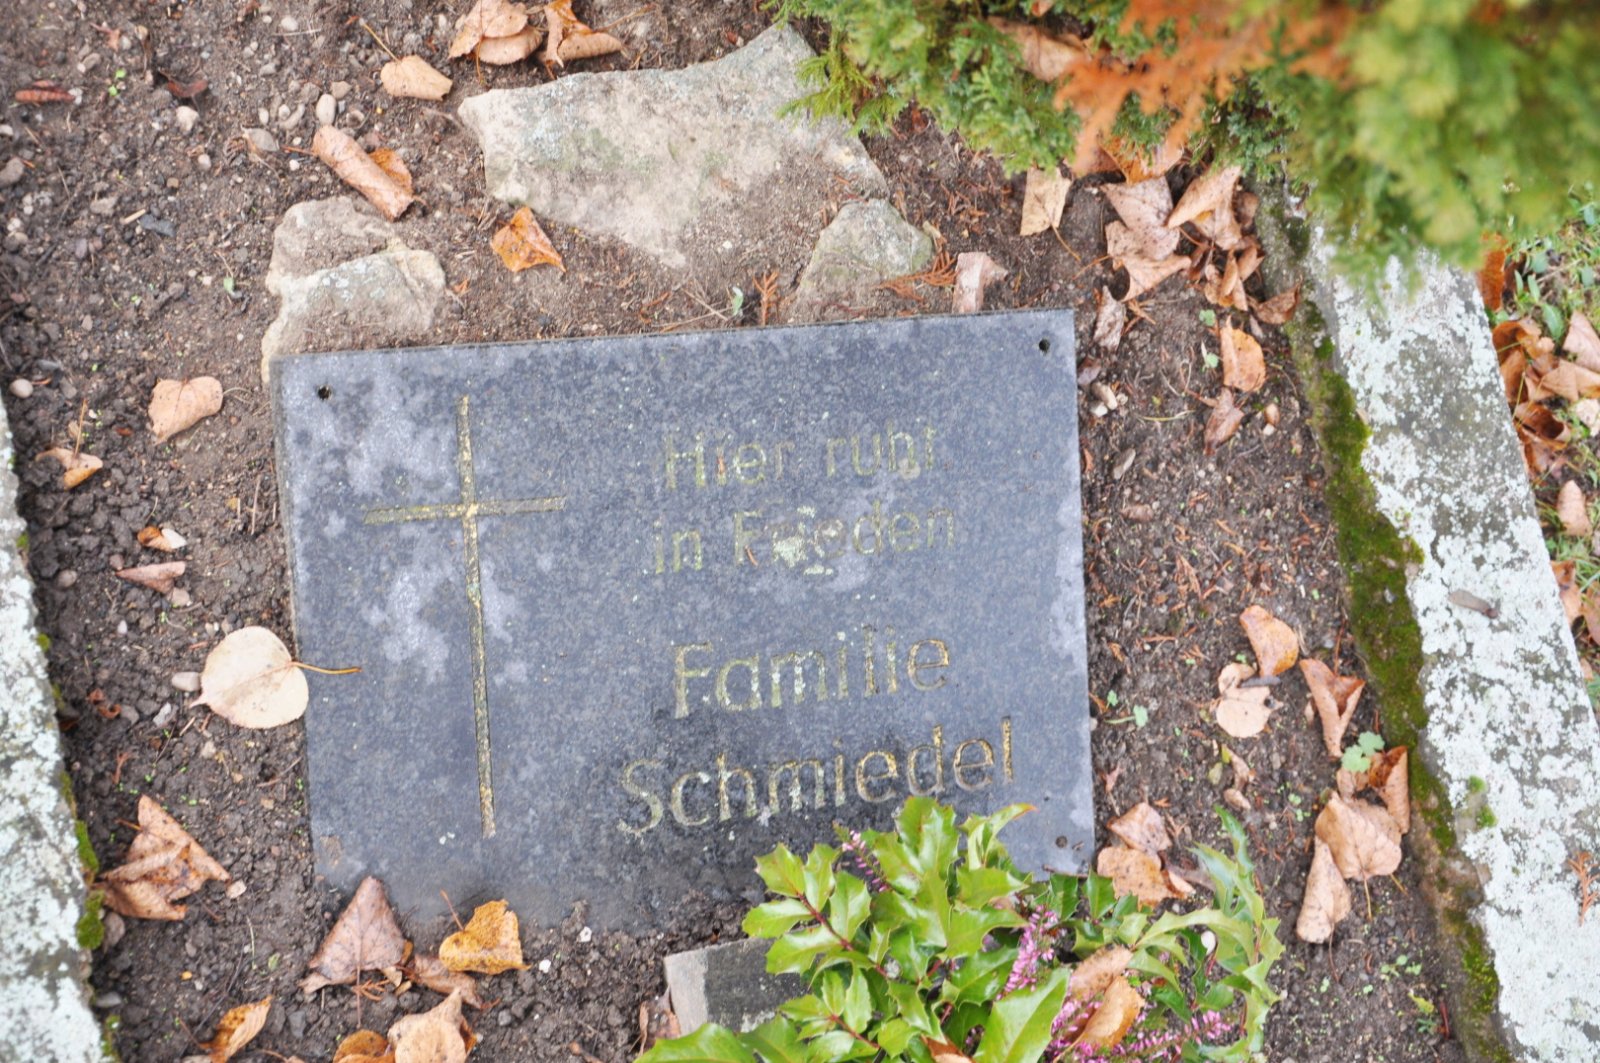 Hier ruht
in Frieden
Familie
Schmiedel